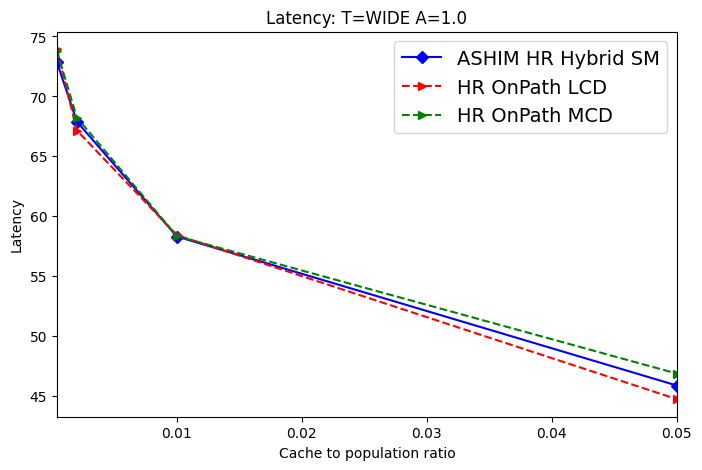 Latency: T=WIDE A=1.0
ASHIM HR Hybrid SM
HR OnPath LCD
HR OnPath MCD
Latency
75
70
65
60
55
50
45
0.01 0.02 0.03 0.04 0.05
Cache to population ratio